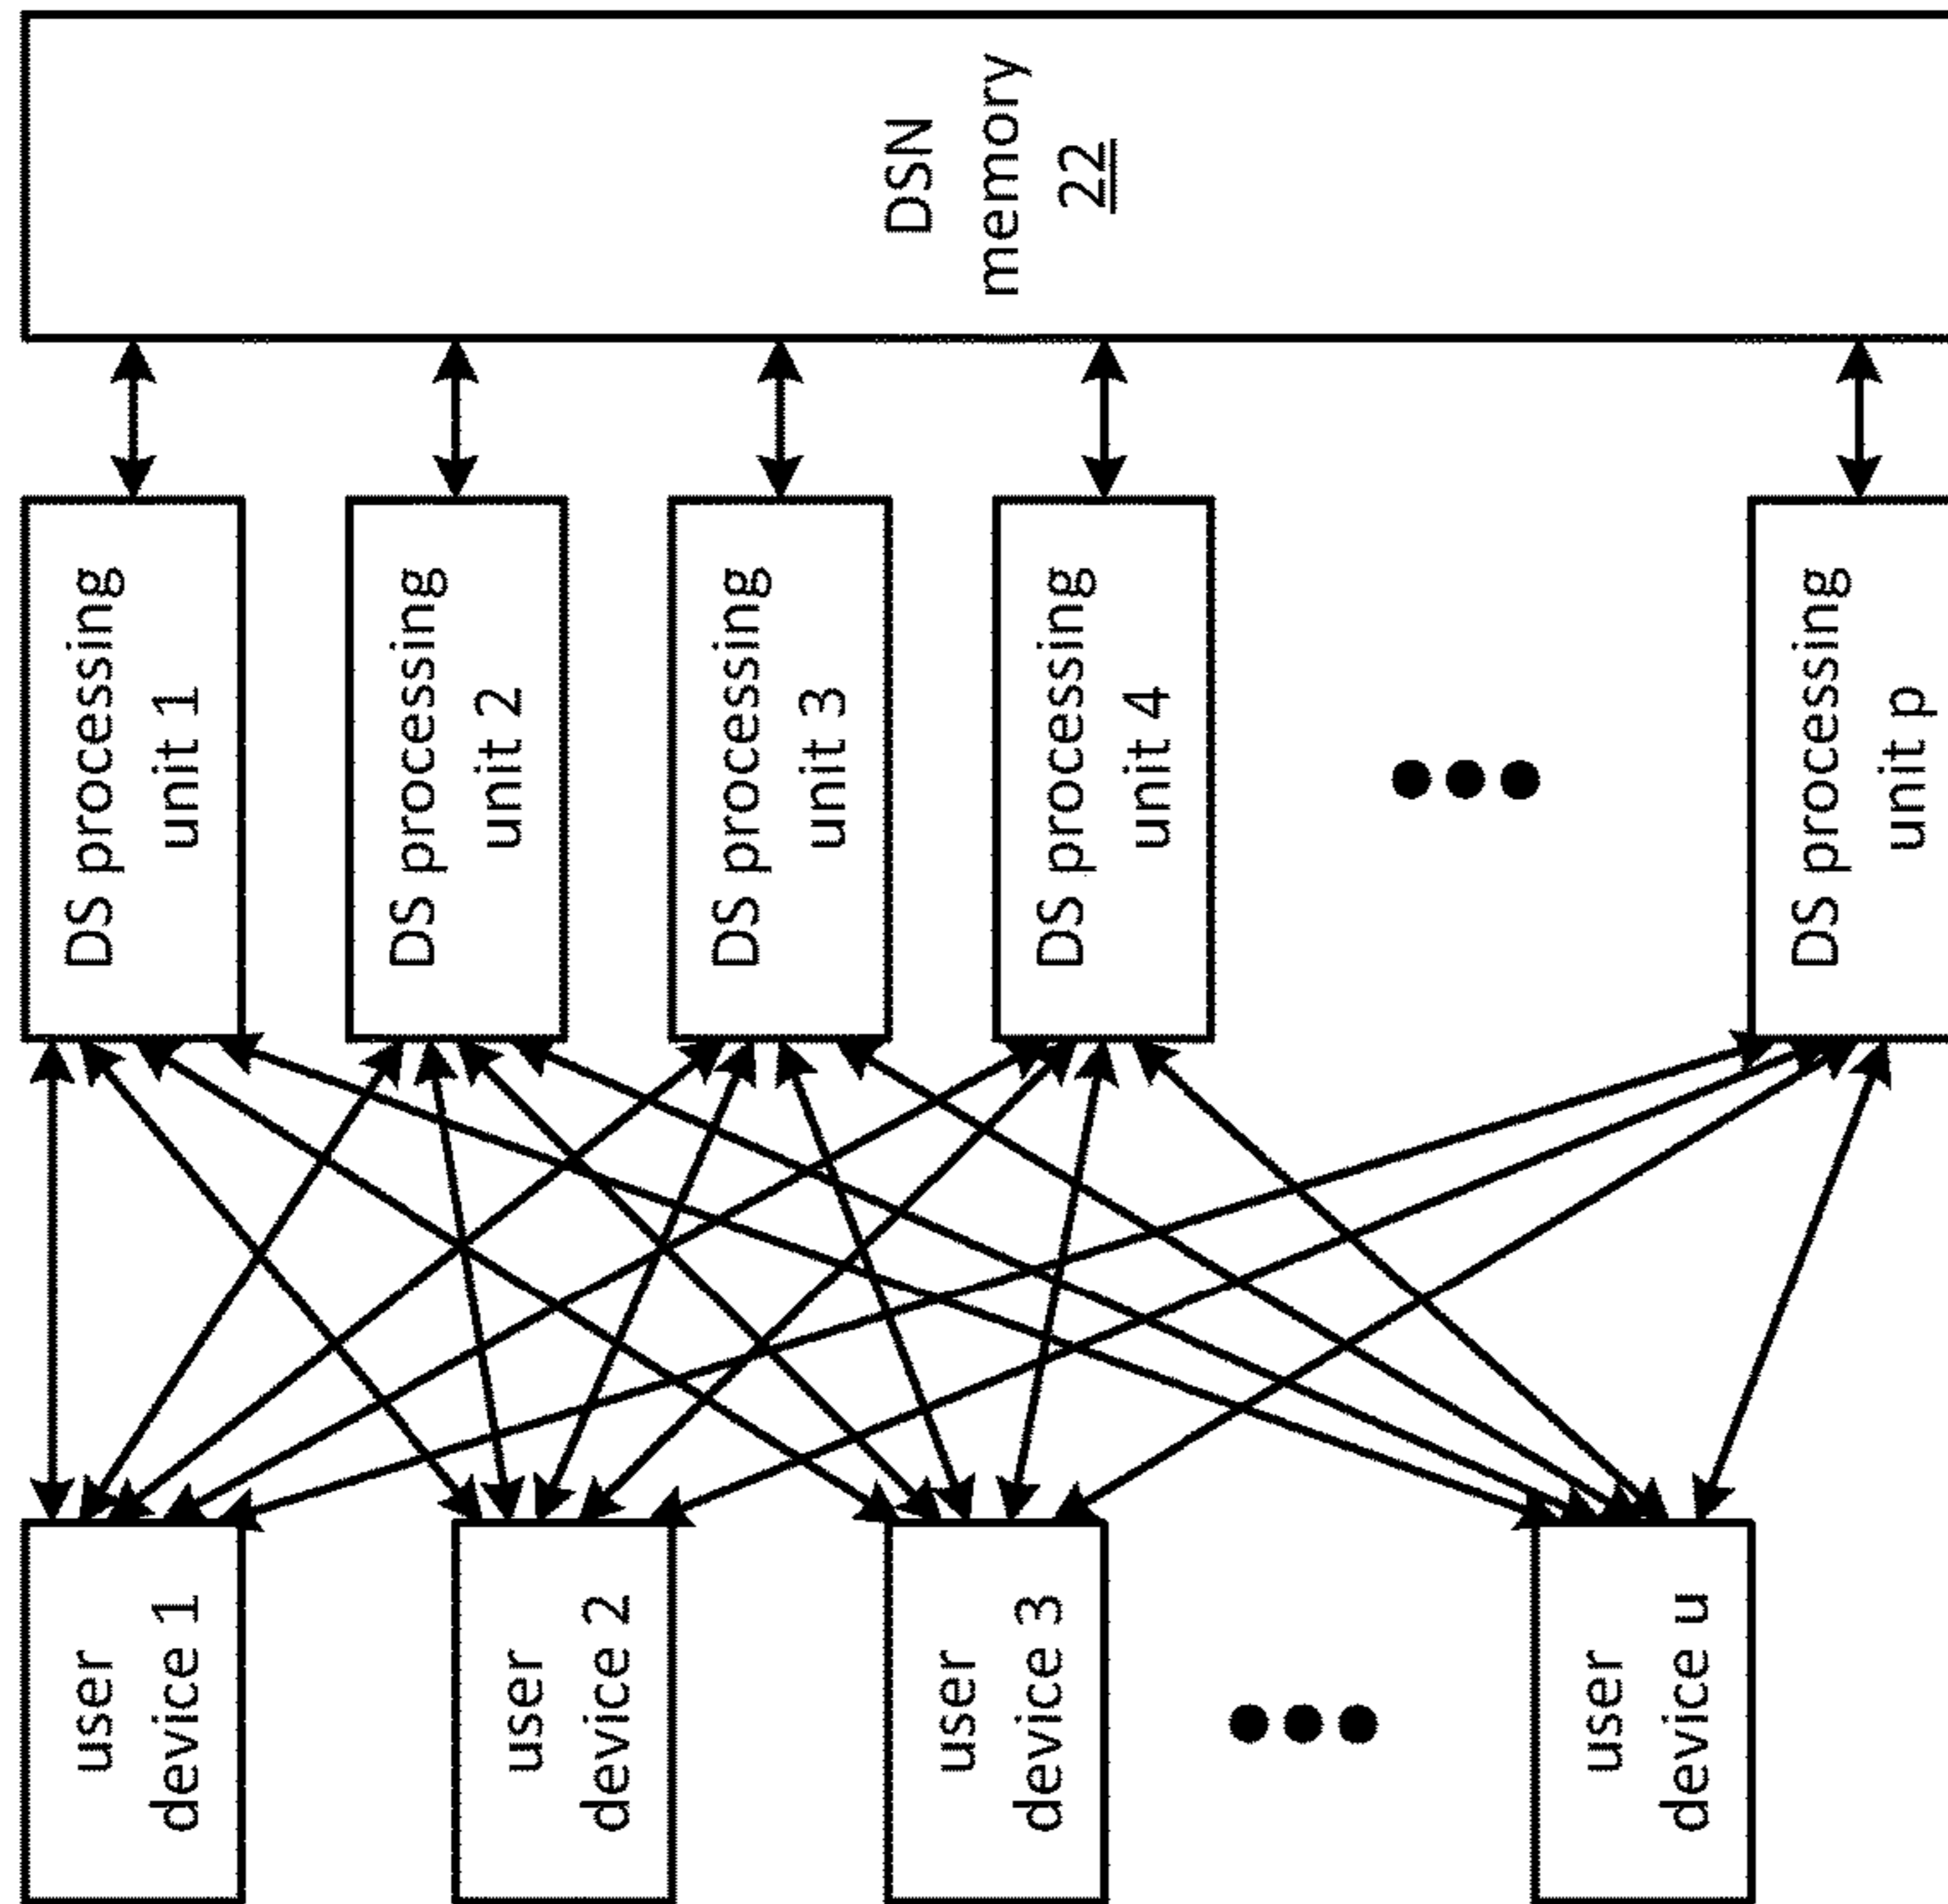 user
device 1
user
device 2
user
device 3
user
device u
DS processing
unit 1
DS processing
unit 2
DS processing
unit 3
DS processing
unit 4
DS processing
unit p
DSN
memory
22